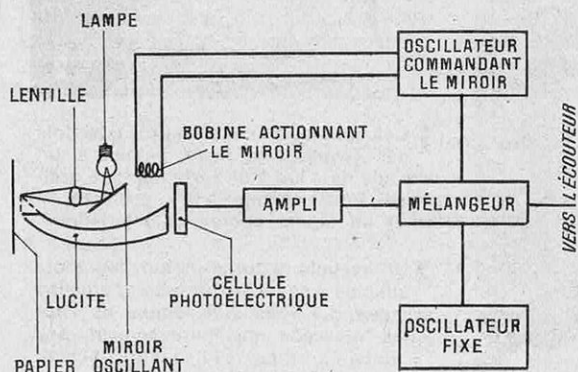 LAMPE
OSCILLATEUR
COMMANDANT
LE MIROIR
LENTILLE
BOBINE ACTIONNANT
LE MIROIR
AMPLI
MÉLANGEUR
VERS L'ÉCOUTEUR
LUCITE
CELLULE
PHOTOÉLECTRIQUE
OSCILLATEUR
FIXE
PAPIER
MIROIR
OSCILLANT